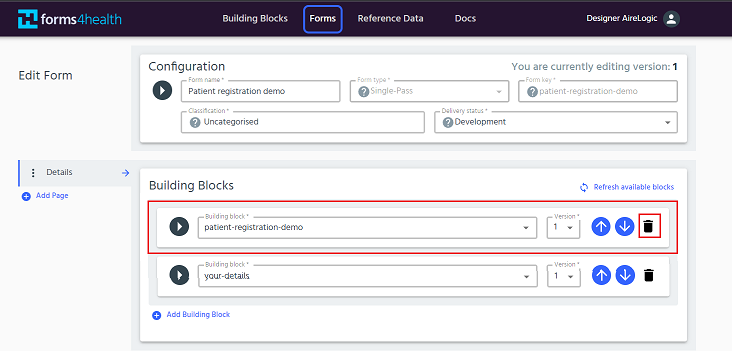 forms4health Building Blocks Forms Reference Data Docs Designer AireLogic
Edit Form
Configuration You are currently editing version: 1
Form name * Form type * Form key *
Patient registration demo Single-Pass patient-registration-demo
Classification * Delivery status *
Uncategorised Development
Details
Add Page
Building Blocks
Refresh available blocks
Building block * Version *
patient-registration-demo 1
Building block * Version *
your-details 1
Add Building Block